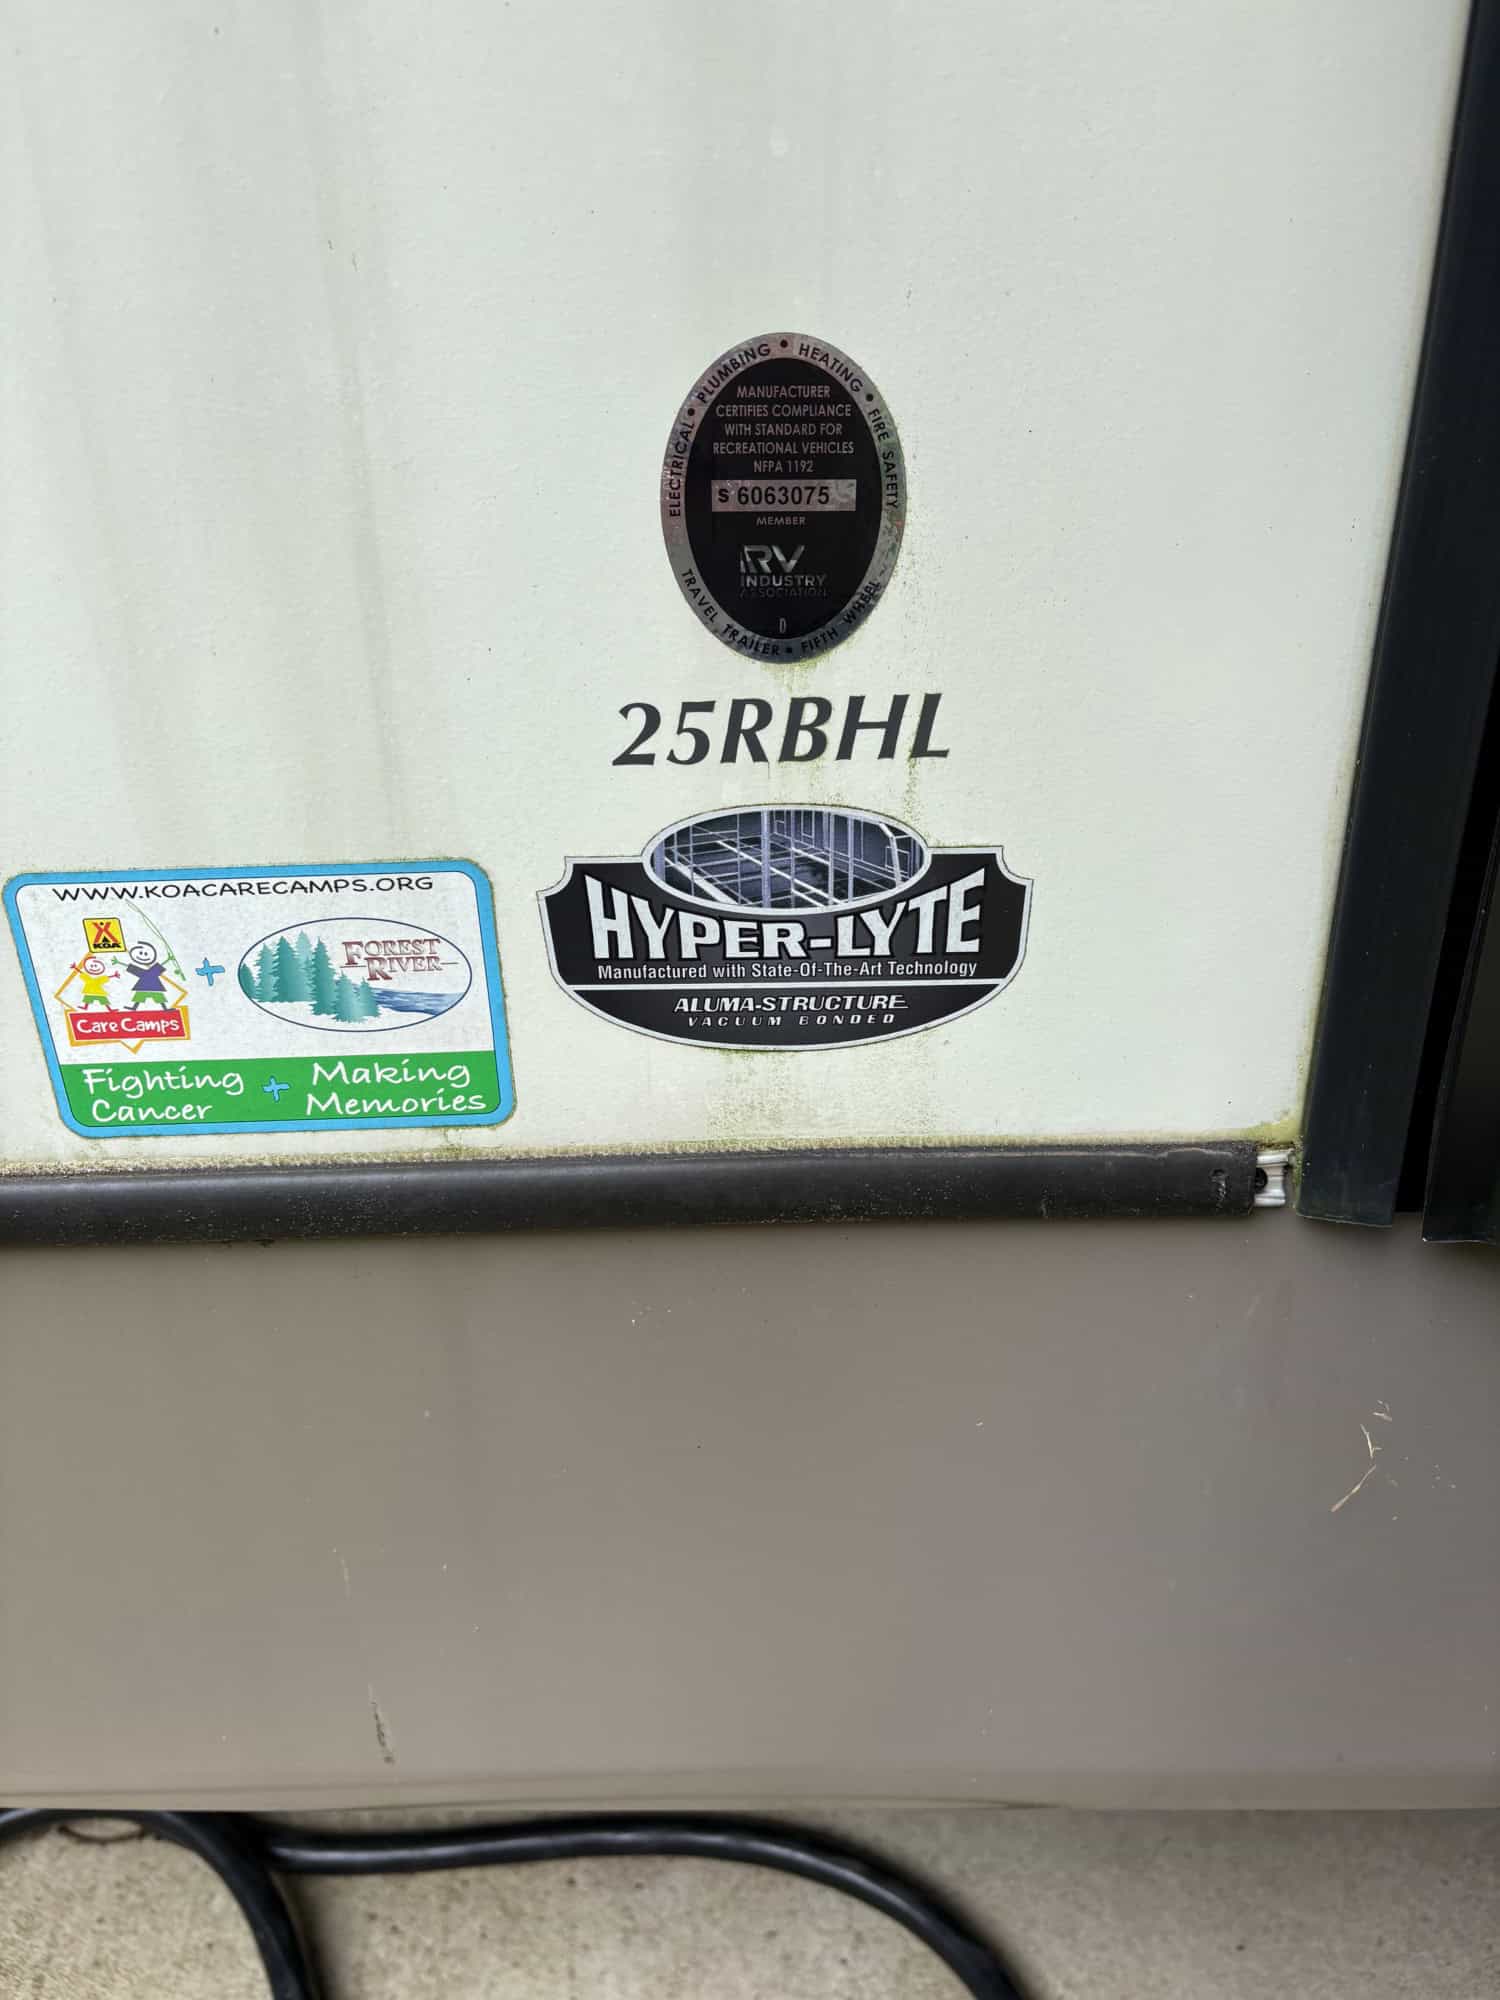 ELECTRICAL • PLUMBING • HEATING • FIRE SAFETY
MANUFACTURER
CERTIFIES COMPLIANCE
WITH STANDARD FOR
RECREATIONAL VEHICLES
NFPA 1192
S 6063075
MEMBER
RV
INDUSTRY
ASSOCIATION
0
TRAVEL TRAILER • FIFTH WHEEL
25RBHL
HYPER-LYTE
Manufactured with State-Of-The-Art Technology
ALUMA-STRUCTURE
VACUUM BONDED
WWW.KOACARECAMPS.ORG
KOA
Care Camps
+
FOREST
RIVER
Fighting + Making
Cancer Memories